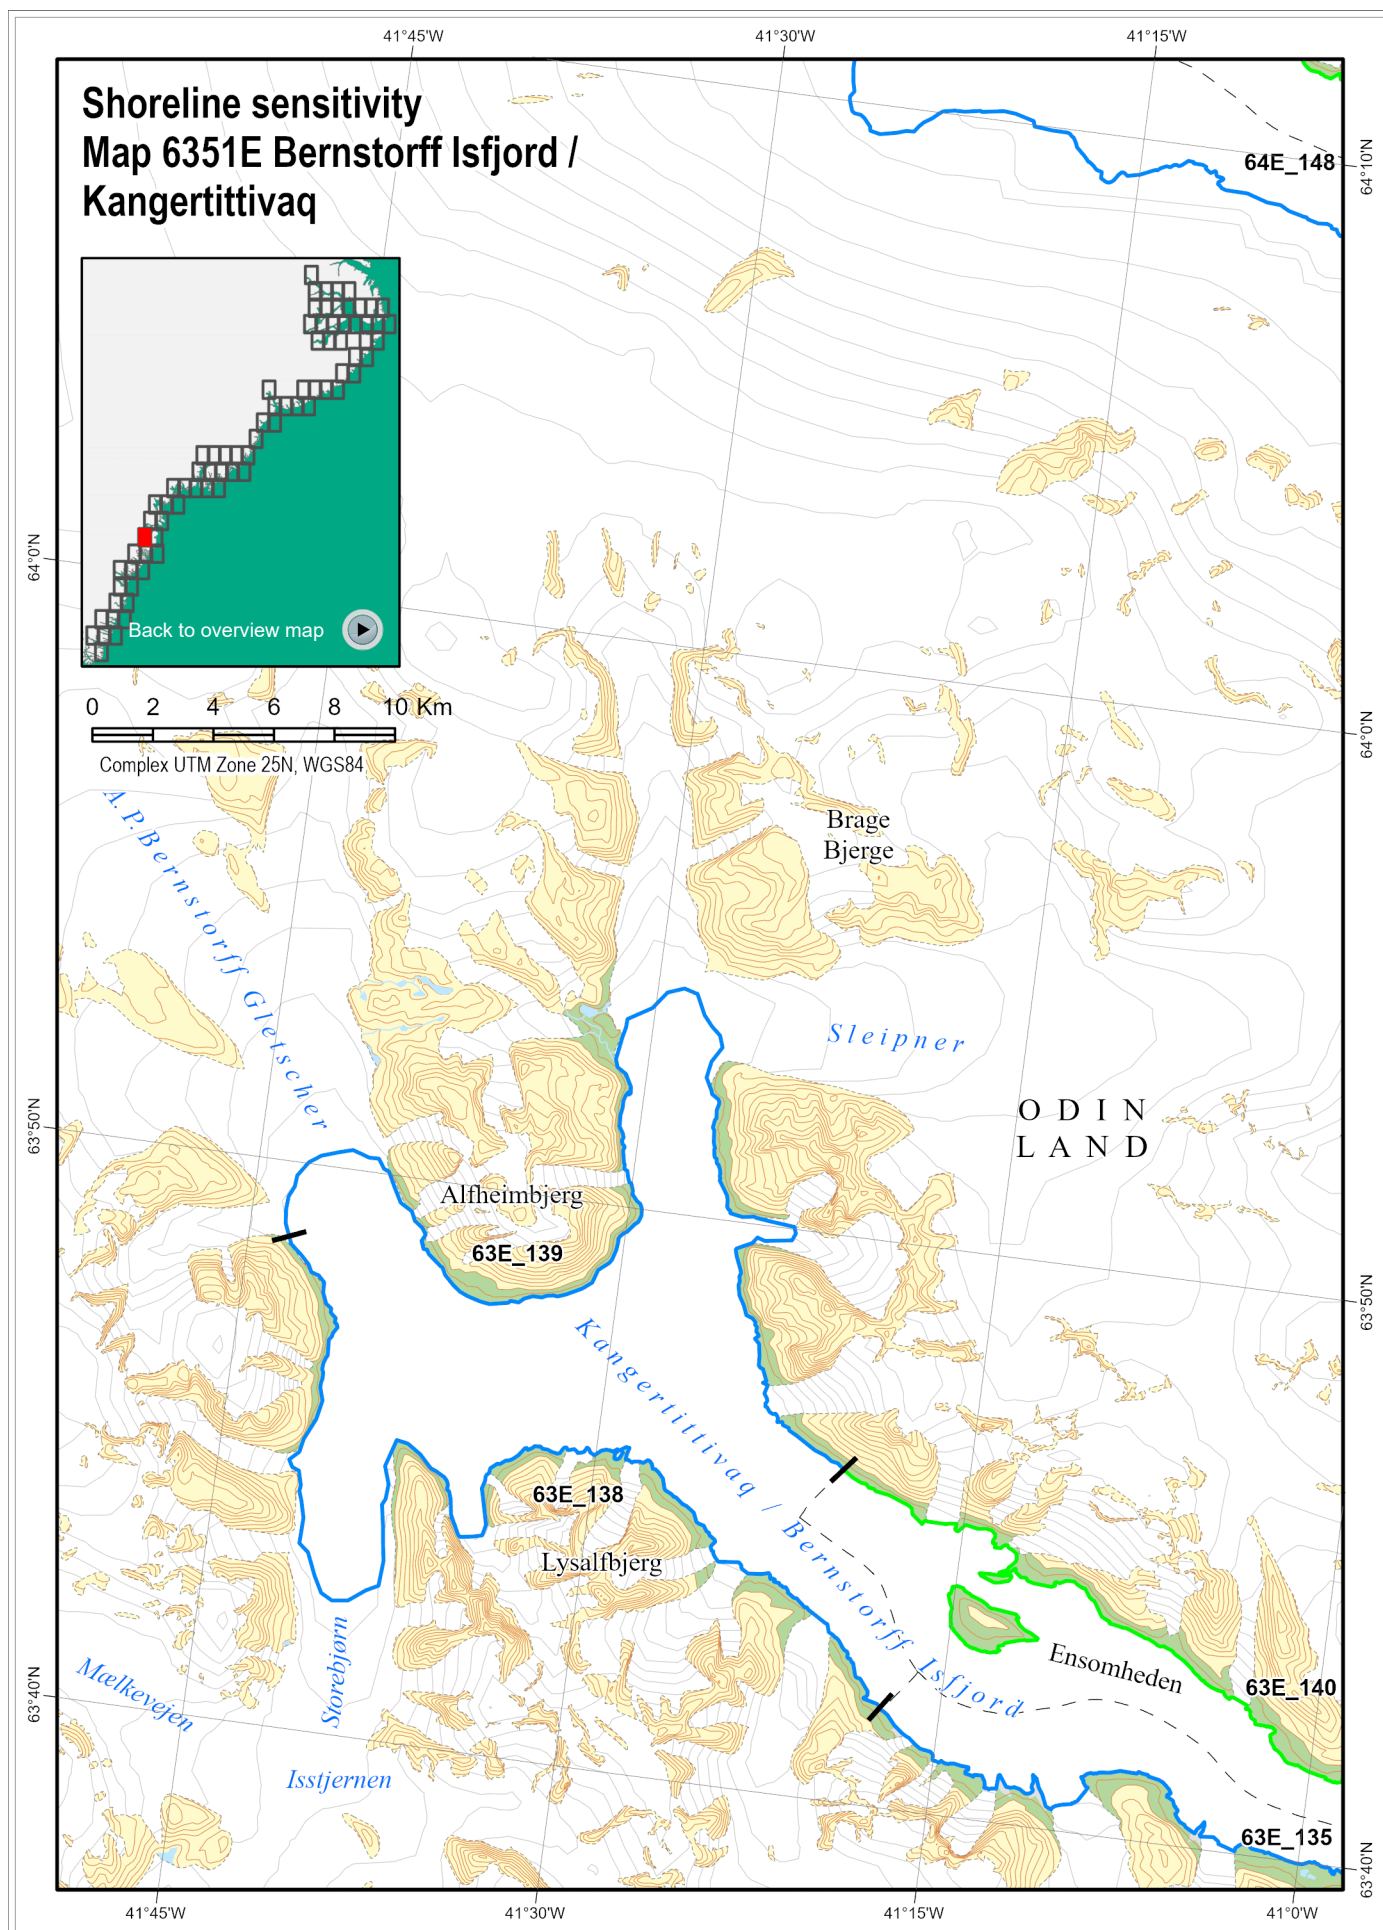 41°45'W
41°30'W
41°15'W
Shoreline sensitivity
Map 6351E Bernstorff Isfjord /
Kangertittivaq
64E_148
64°10'N
Back to overview map
64°0'N
0 2 4 6 8 10 Km
Complex UTM Zone 25N, WGS84
64°0'N
A.P.Bernstorff Gletscher
Brage
Bjerge
Sleipner
ODIN
LAND
63°50'N
Alfheimbjerg
63E_139
63°50'N
Kangertittivaq / Bernstorff Isfjord
63E_138
Lysalfbjerg
Storebjørn
Mælkevejen
Isstjernen
Ensomheden
63E_140
63°40'N
63E_135
63°40'N
41°45'W
41°30'W
41°15'W
41°0'W